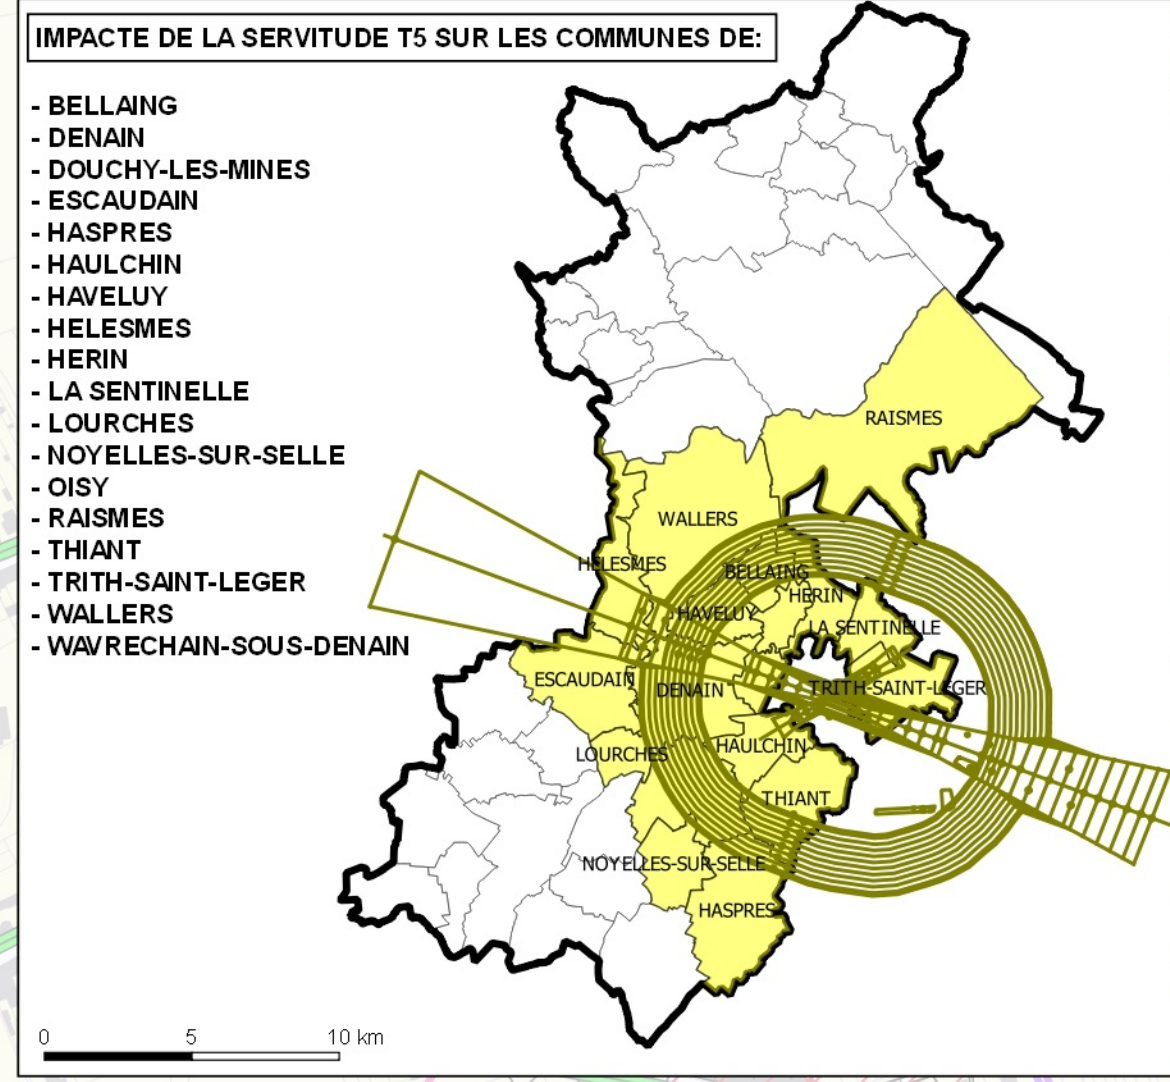 IMPACTE DE LA SERVITUDE T5 SUR LES COMMUNES DE:
- BELLAING
- DENAIN
- DOUCHY-LES-MINES
- ESCAUDAIN
- HASPRES
- HAULCHIN
- HAVELUY
- HELESMES
- HERIN
- LA SENTINELLE
- LOURCHES
- NOYELLES-SUR-SELLE
- OISY
- RAISMES
- THIANT
- TRITH-SAINT-LEGER
- WALLERS
- WAVRECHAIN-SOUS-DENAIN
RAISMES
WALLERS
HELESMES
BELLAING
HERIN
HAVELUY
LA SENTINELLE
ESCAUDAIN
DENAIN
TRITH-SAINT-LEGER
HAULCHIN
LOURCHES
THIANT
NOYELLES-SUR-SELLE
HASPRES
0 5 10 km